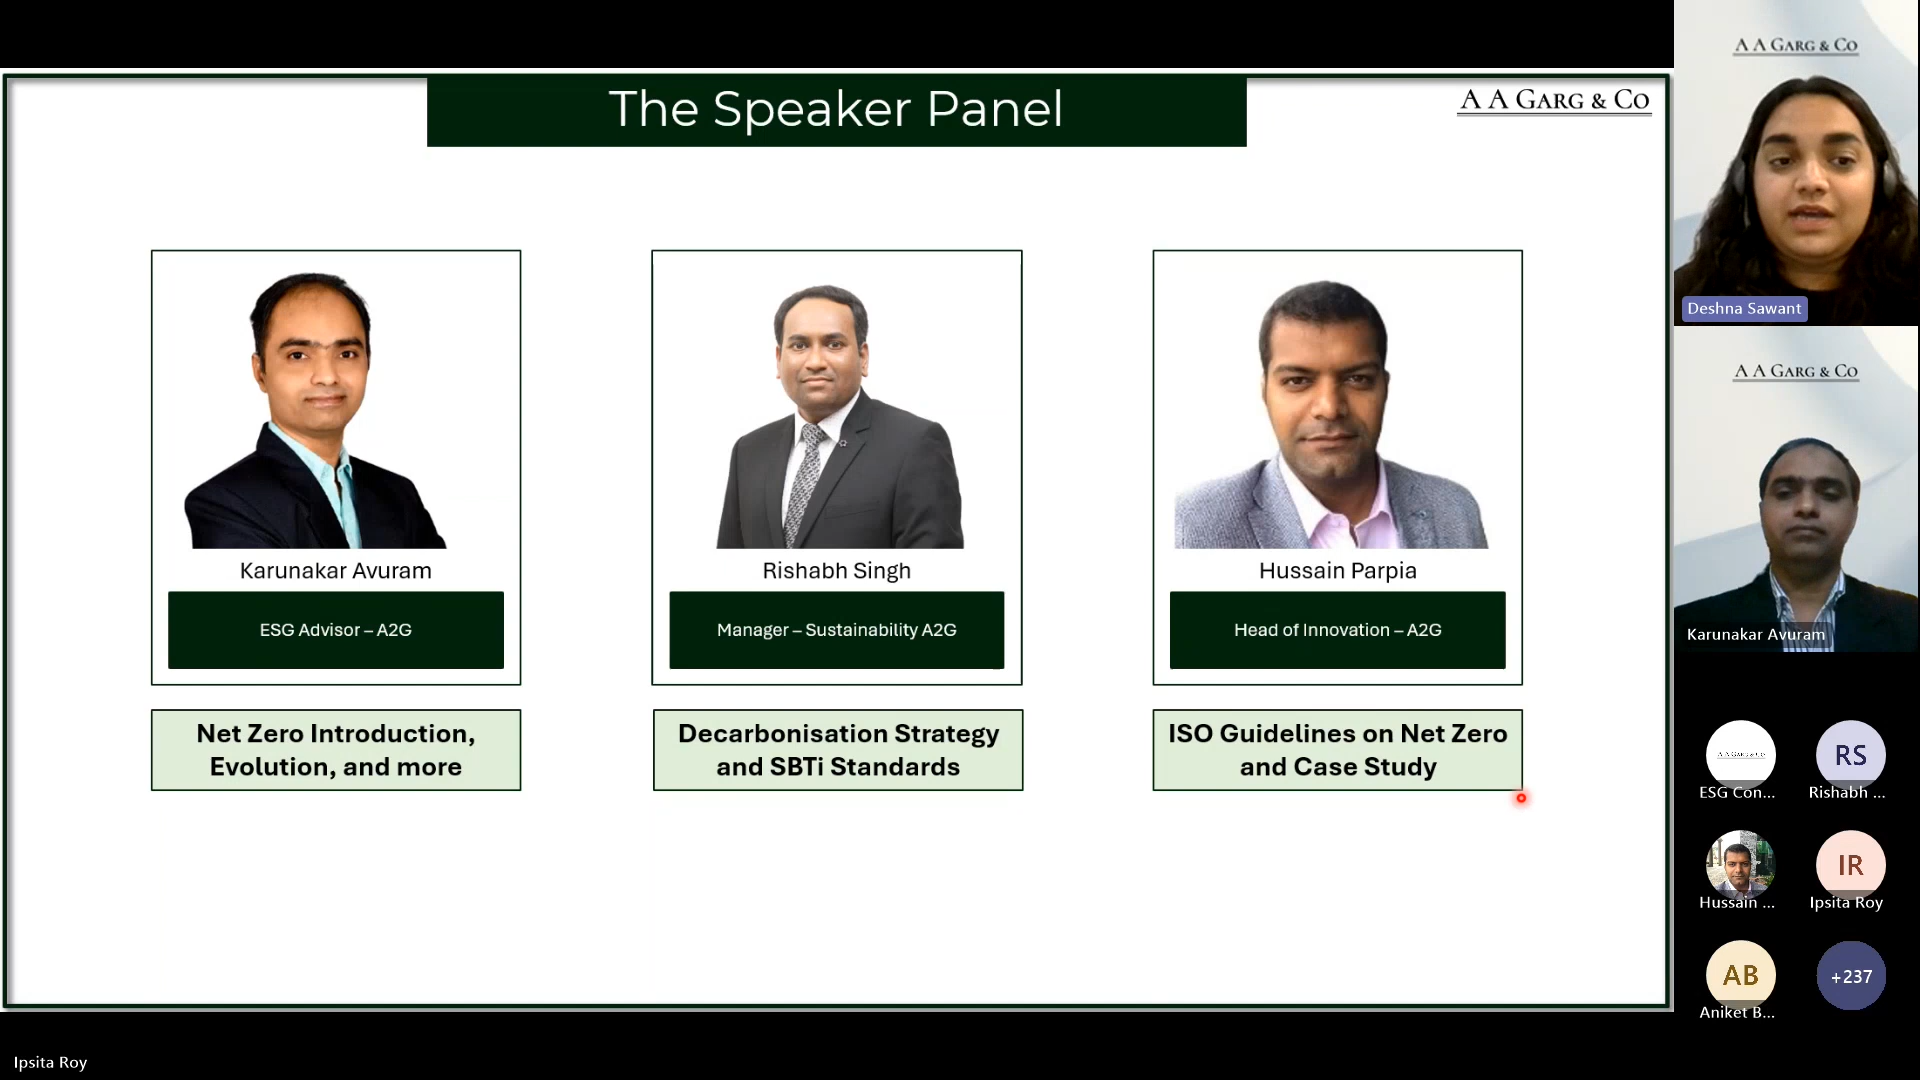 The Speaker Panel
A A GARG & CO
Karunakar Avuram
ESG Advisor – A2G
Net Zero Introduction,
Evolution, and more
Rishabh Singh
Manager – Sustainability A2G
Decarbonisation Strategy
and SBTi Standards
Hussain Parpia
Head of Innovation – A2G
ISO Guidelines on Net Zero
and Case Study
A A GARG & CO
Deshna Sawant
A A GARG & CO
Karunakar Avuram
A A GARG & CO
ESG Con...
RS
Rishabh ...
Hussain ...
IR
Ipsita Roy
AB
Aniket B...
+237
Ipsita Roy